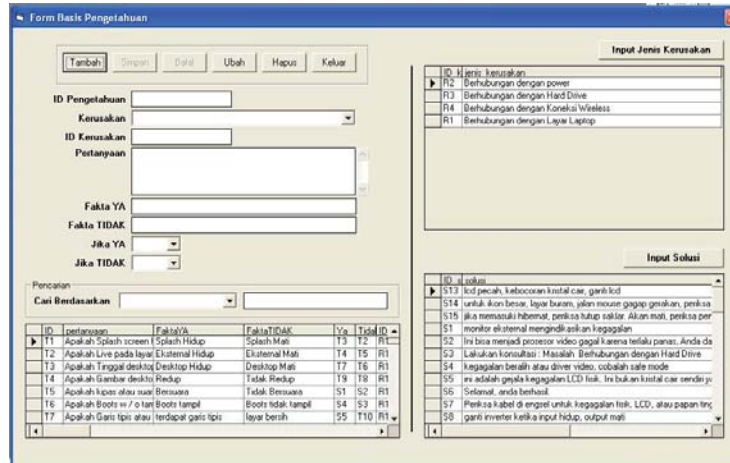 Form Basis Pengetahuan
Tambah Simpan Batal Ubah Hapus Keluar
ID Pengetahuan
Kerusakan
ID Kerusakan
Pertanyaan
Fakta YA
Fakta TIDAK
Jika YA
Jika TIDAK
Pencarian
Cari Berdasarkan
ID pertanyaan FaktaYA FaktaTIDAK Ya Tidal ID
T1 Apakah Splash screen Splash Hidup Splash Mati T3 T2 R1
T2 Apakah Live pada layar Eksternal Hidup Eksternal Mati T4 T5 R1
T3 Apakah Tinggal deskto Desktop Hidup Desktop Mati T7 T6 R1
T4 Apakah Gambar deskto Redup Tidak Redup T9 T8 R1
T5 Apakah kipas atau suar Bersuara Tidak Bersuara S1 S2 R1
T6 Apakah Boots w / o tan Boots tampil Boots tidak tampil S4 S3 R1
T7 Apakah Garis tipis atau terdapat garis tipis layar bersih S5 T10 R1
Input Jenis Kerusakan
ID_k jenis_kerusakan
R2 Berhubungan dengan power
R3 Berhubungan dengan Hard Drive
R4 Berhubungan dengan Koneksi Wireless
R1 Berhubungan dengan Layar Laptop
Input Solusi
ID_s solusi
S13 lcd pecah, kebocoran kristal cair, ganti lcd
S14 untuk ikon besar, layar buram, jalan mouse gagap gerakan, periksa
S15 jika memasuki hibernat, periksa tutup saklar. Akan mati, periksa per
S1 monitor eksternal mengindikasikan kegagalan
S2 Ini bisa menjadi prosesor video gagal karena terlalu panas. Anda da
S3 Lakukan konsultasi : Masalah Berhubungan dengan Hard Drive
S4 kegagalan beralih atau driver video, cobalah safe mode
S5 ini adalah gejala kegagalan LCD fisik. Ini bukan kristal cair sendiri
S6 Selamat, anda berhasil.
S7 Periksa kabel di engsel untuk kegagalan fisik, LCD, atau papan ting
S8 ganti inverter ketika input hidup, output mati